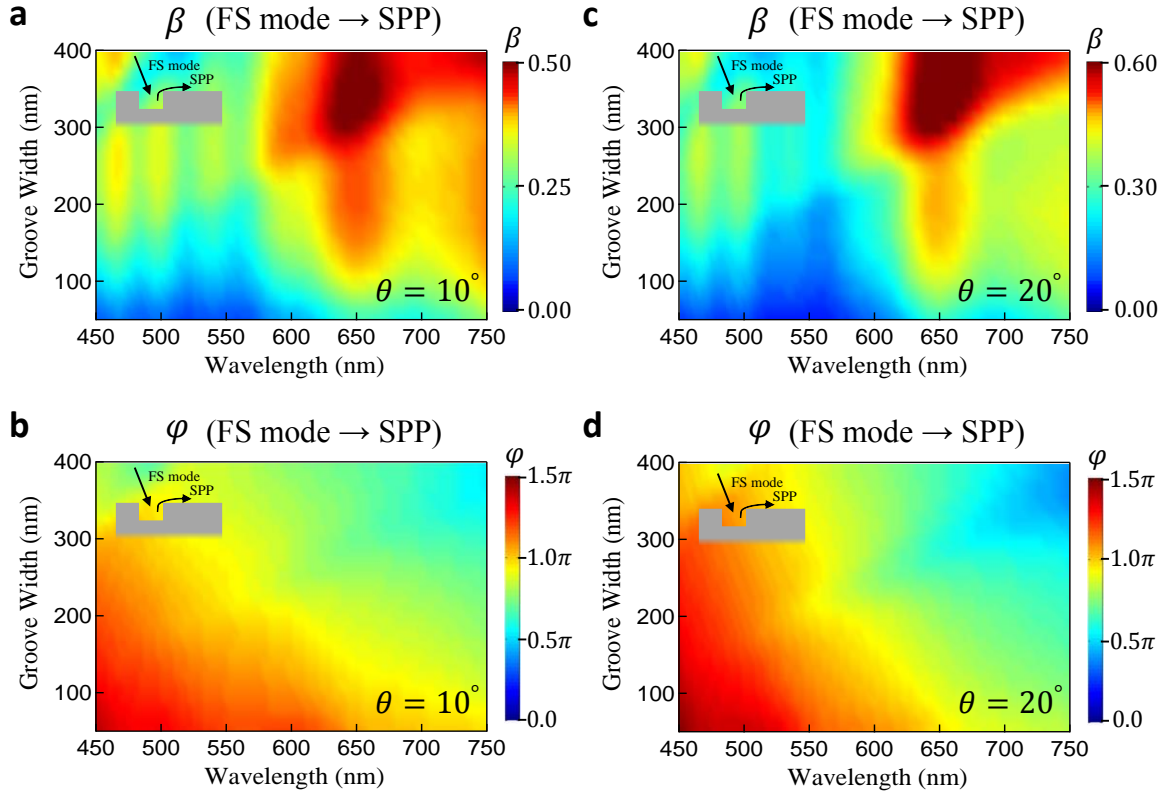 a
β (FS mode → SPP)
β
400
300
200
100
Groove Width (nm)
FS mode
SPP
θ = 10°
0.50
0.25
0.00
450 500 550 600 650 700 750
Wavelength (nm)
c
β (FS mode → SPP)
β
400
300
200
100
Groove Width (nm)
FS mode
SPP
θ = 20°
0.60
0.30
0.00
450 500 550 600 650 700 750
Wavelength (nm)
b
φ (FS mode → SPP)
φ
400
300
200
100
Groove Width (nm)
FS mode
SPP
θ = 10°
1.5π
1.0π
0.5π
0.0
450 500 550 600 650 700 750
Wavelength (nm)
d
φ (FS mode → SPP)
φ
400
300
200
100
Groove Width (nm)
FS mode
SPP
θ = 20°
1.5π
1.0π
0.5π
0.0
450 500 550 600 650 700 750
Wavelength (nm)